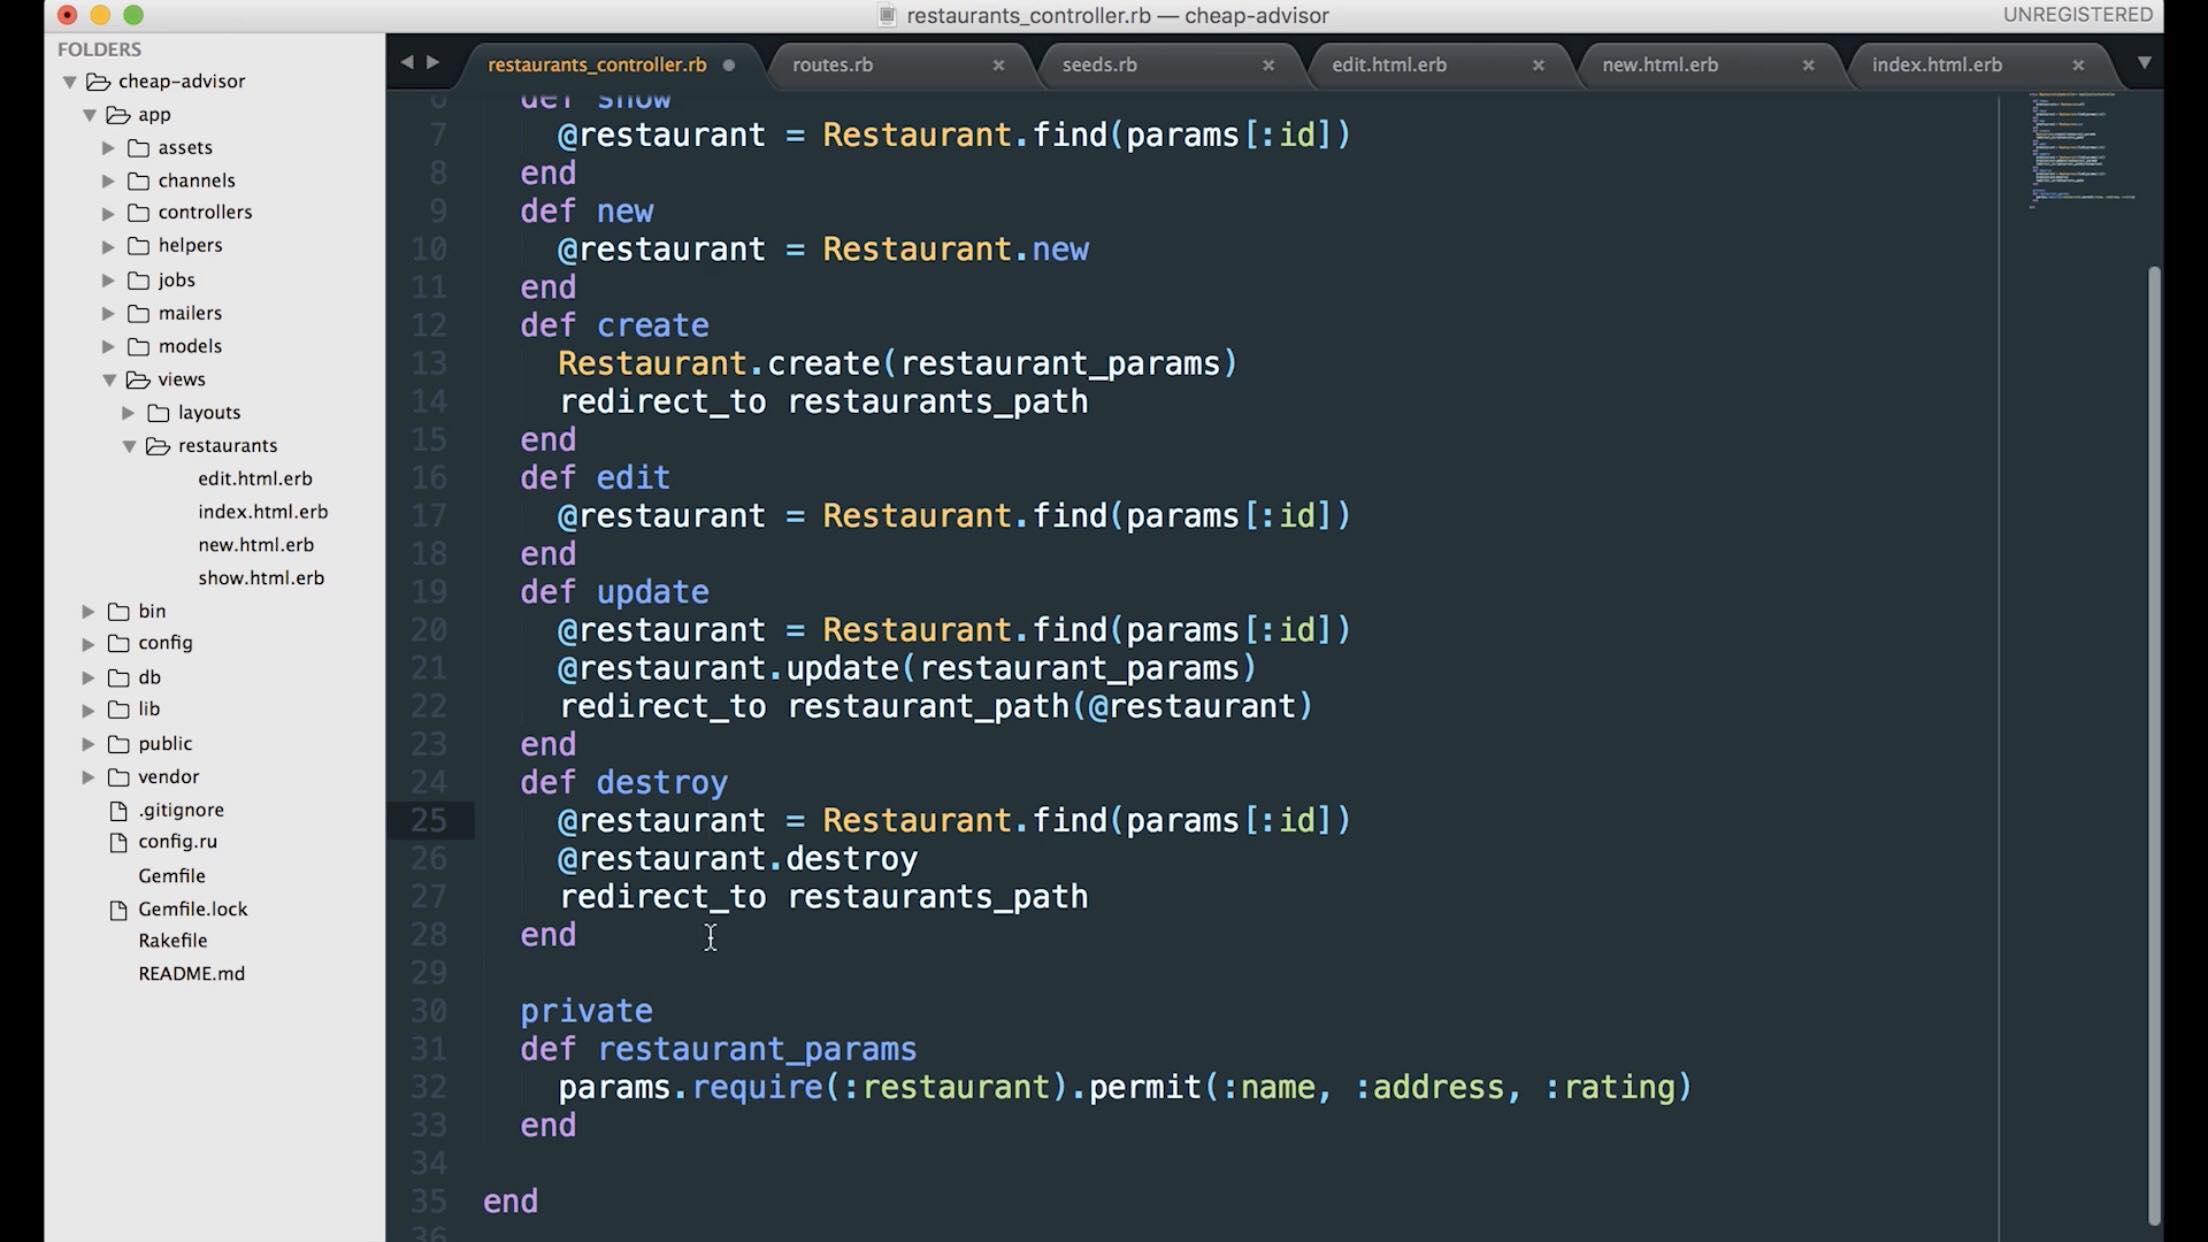 restaurants_controller.rb — cheap-advisor
UNREGISTERED
FOLDERS
cheap-advisor
app
assets
channels
controllers
helpers
jobs
mailers
models
views
layouts
restaurants
edit.html.erb
index.html.erb
new.html.erb
show.html.erb
bin
config
db
lib
public
vendor
.gitignore
config.ru
Gemfile
Gemfile.lock
Rakefile
README.md
restaurants_controller.rb
routes.rb
seeds.rb
edit.html.erb
new.html.erb
index.html.erb
6 def show
7 @restaurant = Restaurant.find(params[:id])
8 end
9 def new
10 @restaurant = Restaurant.new
11 end
12 def create
13 Restaurant.create(restaurant_params)
14 redirect_to restaurants_path
15 end
16 def edit
17 @restaurant = Restaurant.find(params[:id])
18 end
19 def update
20 @restaurant = Restaurant.find(params[:id])
21 @restaurant.update(restaurant_params)
22 redirect_to restaurant_path(@restaurant)
23 end
24 def destroy
25 @restaurant = Restaurant.find(params[:id])
26 @restaurant.destroy
27 redirect_to restaurants_path
28 end
29
30 private
31 def restaurant_params
32 params.require(:restaurant).permit(:name, :address, :rating)
33 end
34
35 end
36